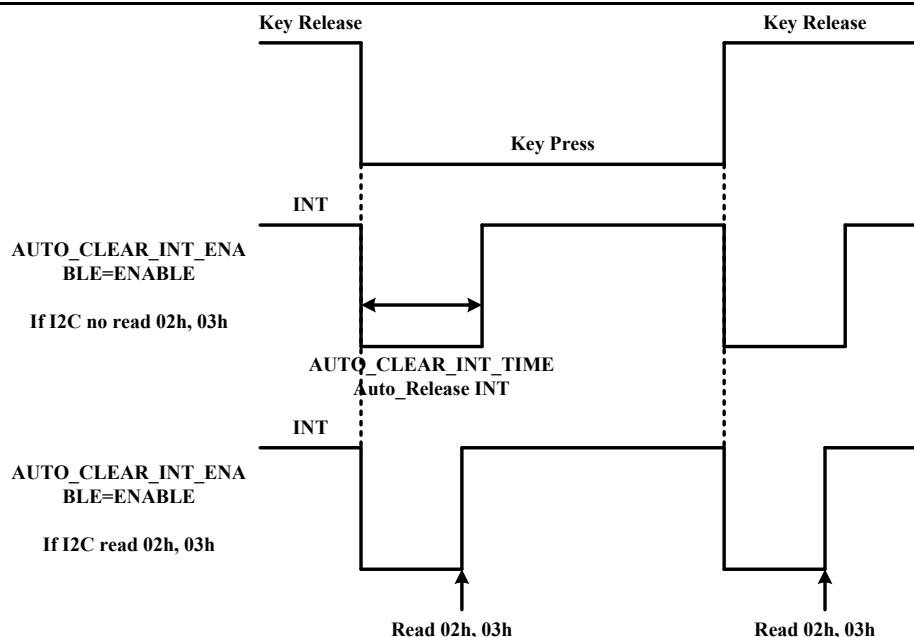 Key Release
Key Release
Key Press
INT
AUTO_CLEAR_INT_ENA
BLE=ENABLE
If I2C no read 02h, 03h
AUTO_CLEAR_INT_TIME
Auto_Release INT
INT
AUTO_CLEAR_INT_ENA
BLE=ENABLE
If I2C read 02h, 03h
Read 02h, 03h
Read 02h, 03h